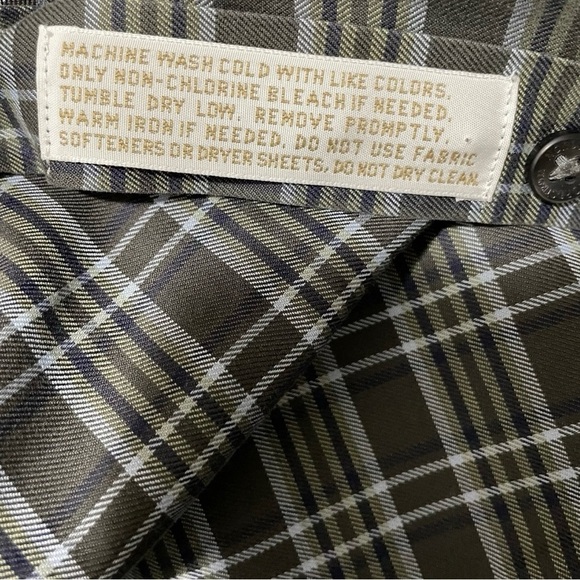 MACHINE WASH COLD WITH LIKE COLORS.
ONLY NON-CHLORINE BLEACH IF NEEDED.
TUMBLE DRY LOW. REMOVE PROMPTLY.
WARM IRON IF NEEDED. DO NOT USE FABRIC
SOFTENERS OR DRYER SHEETS. DO NOT DRY CLEAN.